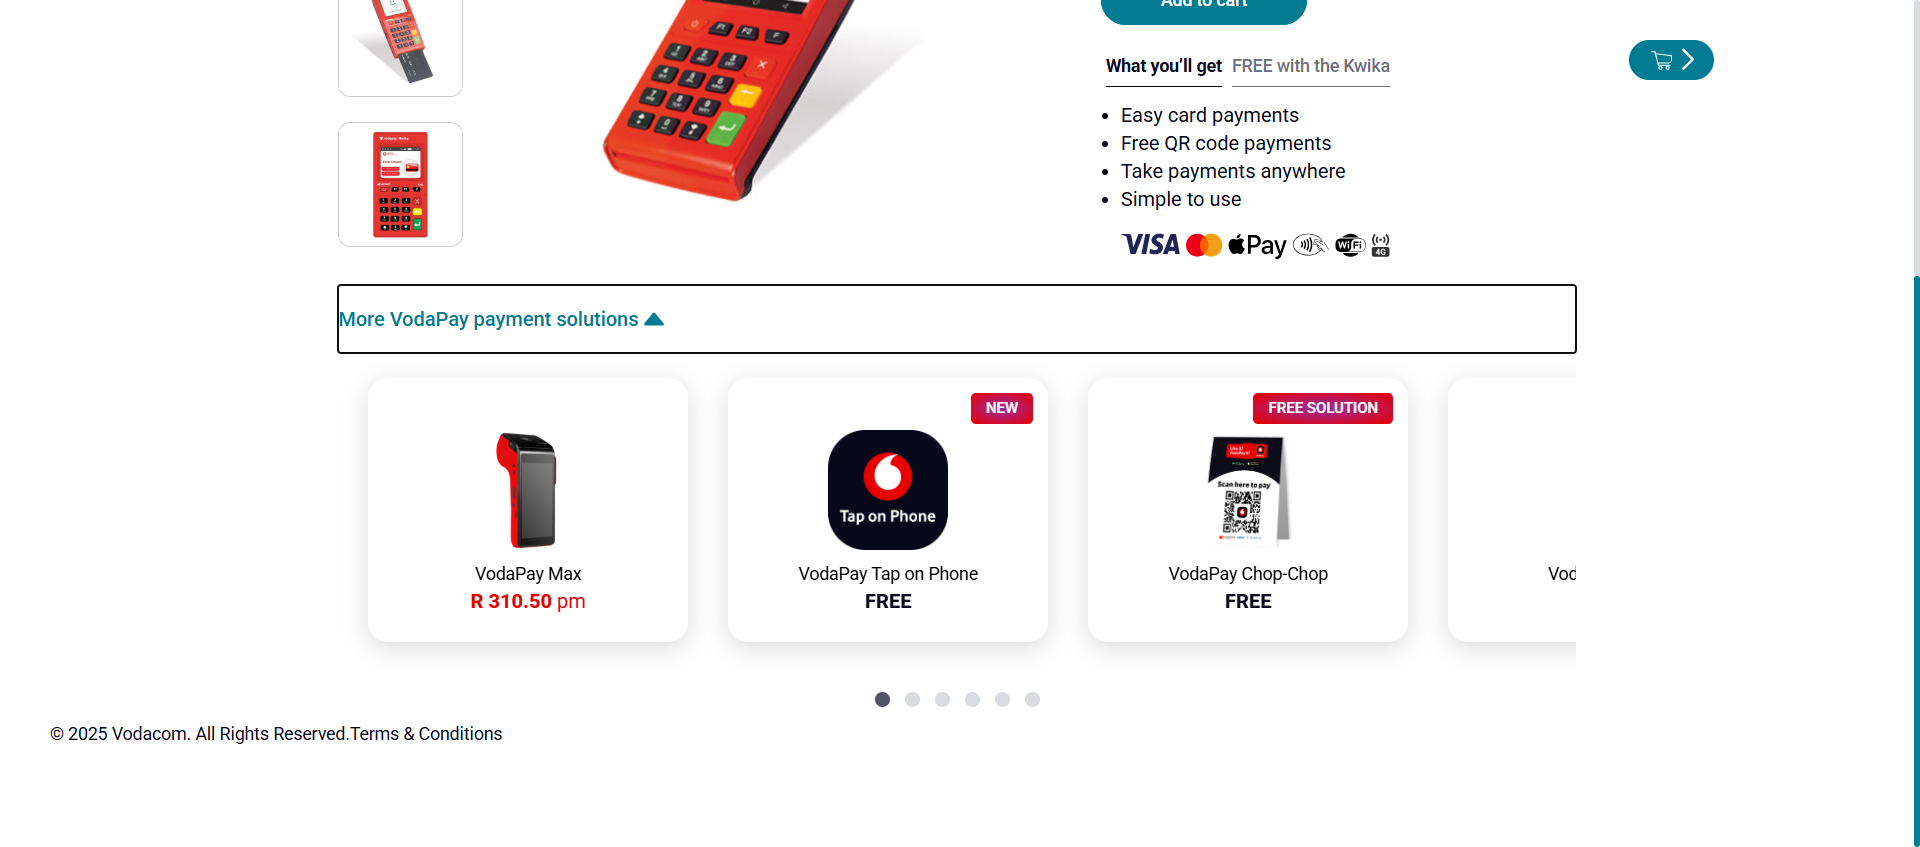 Add to cart
What you’ll get FREE with the Kwika
Easy card payments
Free QR code payments
Take payments anywhere
Simple to use
VISA Pay WiFi 4G
More VodaPay payment solutions
NEW
FREE SOLUTION
Tap on Phone
Scan here to pay
VodaPay Max
R 310.50 pm
VodaPay Tap on Phone
FREE
VodaPay Chop-Chop
FREE
Vod
© 2025 Vodacom. All Rights Reserved.Terms & Conditions